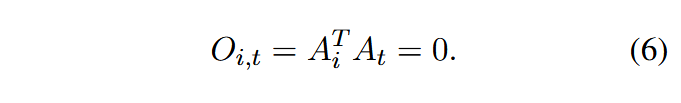 $O_{i,t} = A_i^T A_t = 0.$ (6)